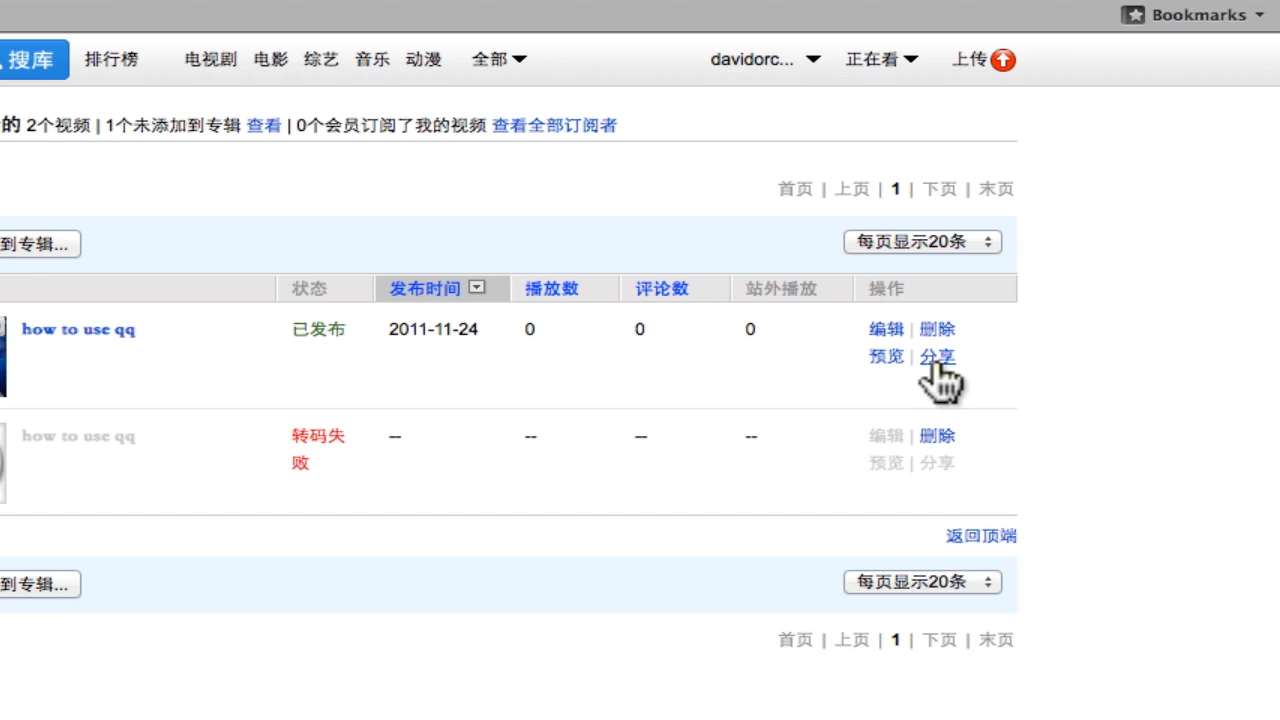 Bookmarks
搜库 排行榜 电视剧 电影 综艺 音乐 动漫 全部 davidorc... 正在看 上传
的 2个视频 | 1个未添加到专辑 查看 | 0个会员订阅了我的视频 查看全部订阅者
首页 | 上页 | 1 | 下页 | 末页
到专辑... 每页显示20条
状态 发布时间 播放数 评论数 站外播放 操作
how to use qq 已发布 2011-11-24 0 0 0 编辑 | 删除
预览 | 分享
how to use qq 转码失 -- -- -- -- 编辑 | 删除
败 预览 | 分享
返回顶端
到专辑... 每页显示20条
首页 | 上页 | 1 | 下页 | 末页